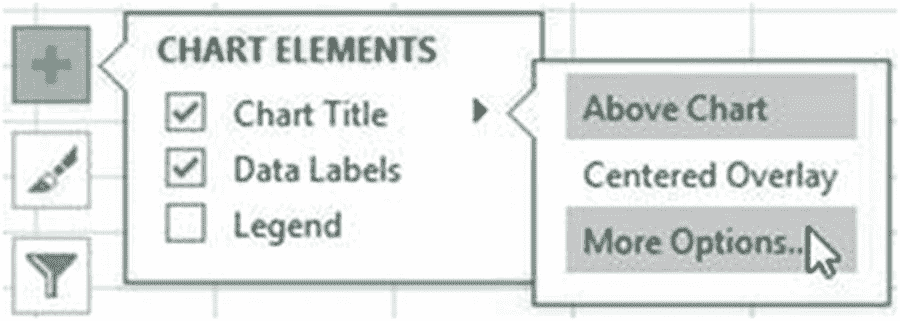 CHART ELEMENTS
Chart Title
Data Labels
Legend
Above Chart
Centered Overlay
More Options...